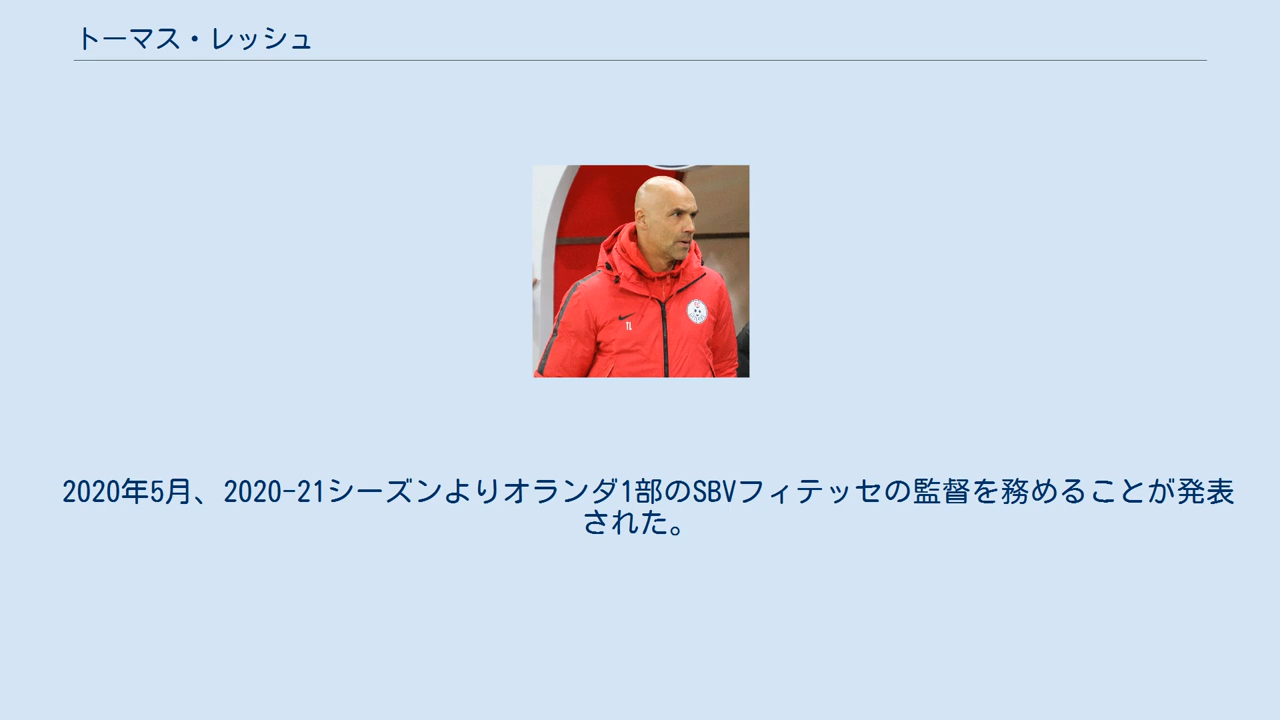 トーマス・レッシュ
TL
2020年5月、2020-21シーズンよりオランダ1部のSBVフィテッセの監督を務めることが発表
された。